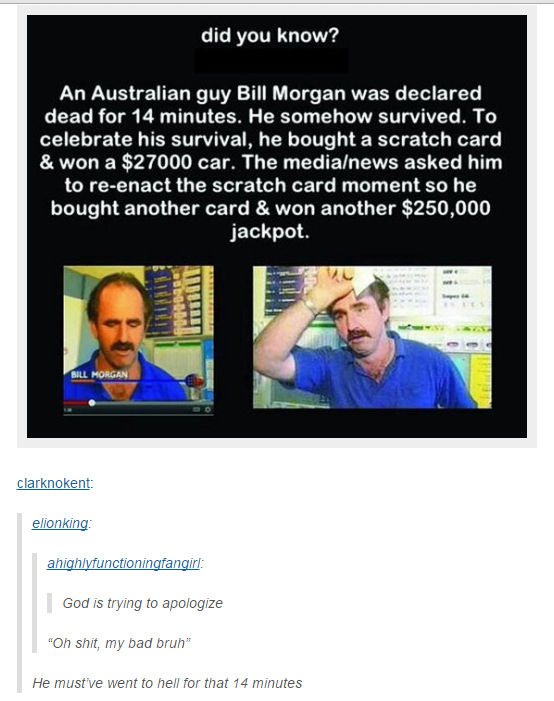 did you know?
An Australian guy Bill Morgan was declared
dead for 14 minutes. He somehow survived. To
celebrate his survival, he bought a scratch card
& won a $27000 car. The media/news asked him
to re-enact the scratch card moment so he
bought another card & won another $250,000
jackpot.
BILL MORGAN
clarknokent:
elionking:
ahighlyfunctioningfangirl:
God is trying to apologize
“Oh shit, my bad bruh”
He must’ve went to hell for that 14 minutes